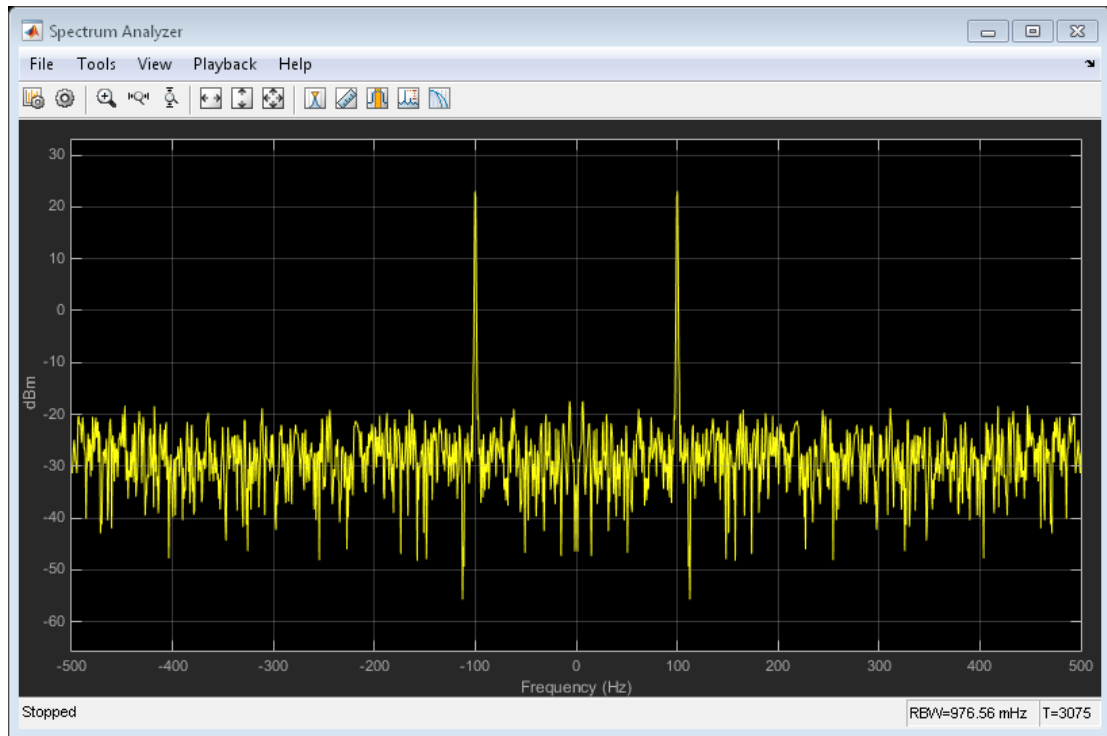 Spectrum Analyzer
File Tools View Playback Help
30
20
10
0
-10
-20
-30
-40
-50
-60
dBm
-500 -400 -300 -200 -100 0 100 200 300 400 500
Frequency (Hz)
Stopped RBW=976.56 mHz T=3075